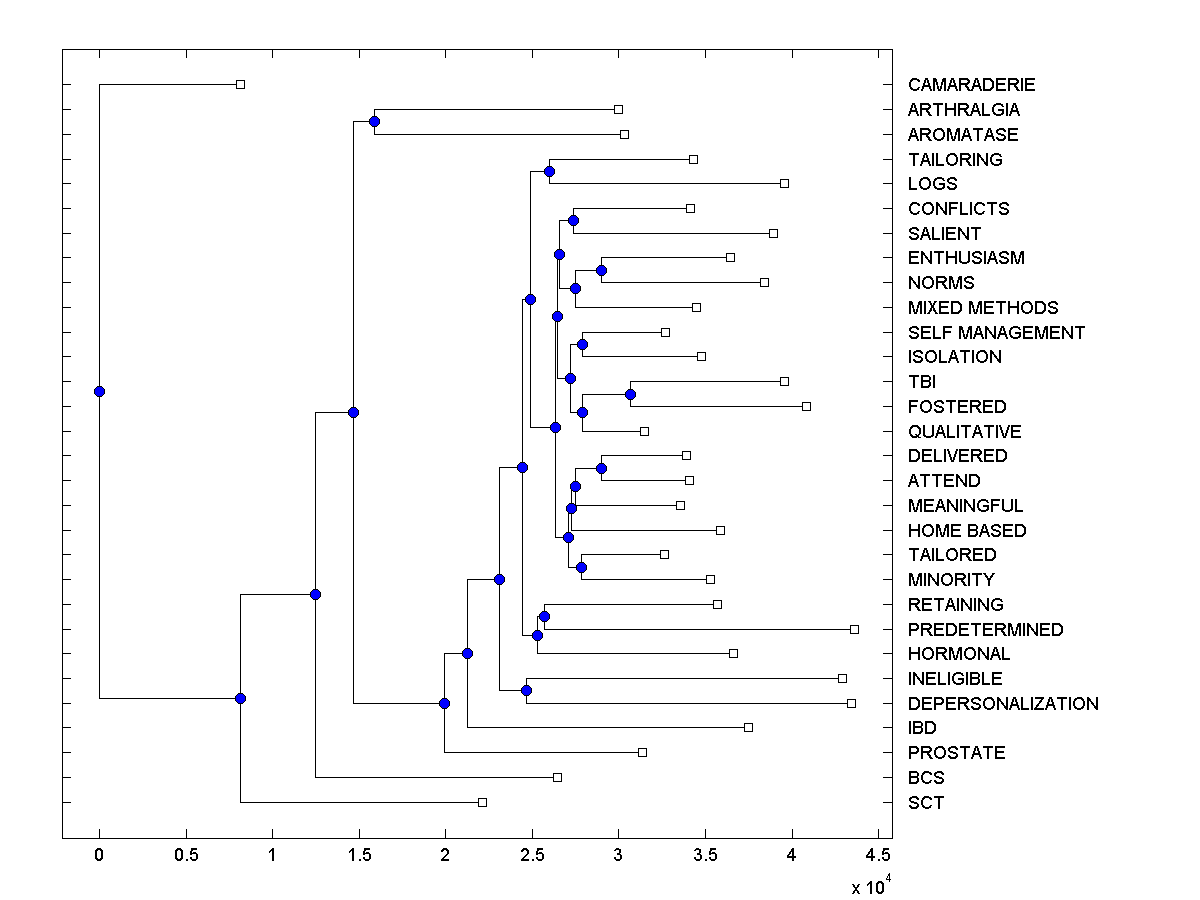 CAMARADERIE
ARTHRALGIA
AROMATASE
TAILORING
LOGS
CONFLICTS
SALIENT
ENTHUSIASM
NORMS
MIXED METHODS
SELF MANAGEMENT
ISOLATION
TBI
FOSTERED
QUALITATIVE
DELIVERED
ATTEND
MEANINGFUL
HOME BASED
TAILORED
MINORITY
RETAINING
PREDETERMINED
HORMONAL
INELIGIBLE
DEPERSONALIZATION
IBD
PROSTATE
BCS
SCT
0 0.5 1 1.5 2 2.5 3 3.5 4 4.5
x 10^4